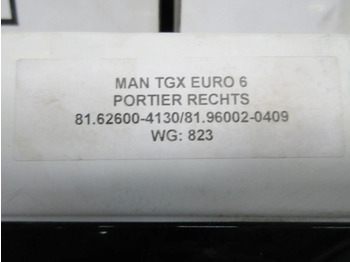 MAN TGX EURO 6
PORTIER RECHTS
81.62600-4130/81.96002-0409
WG: 823